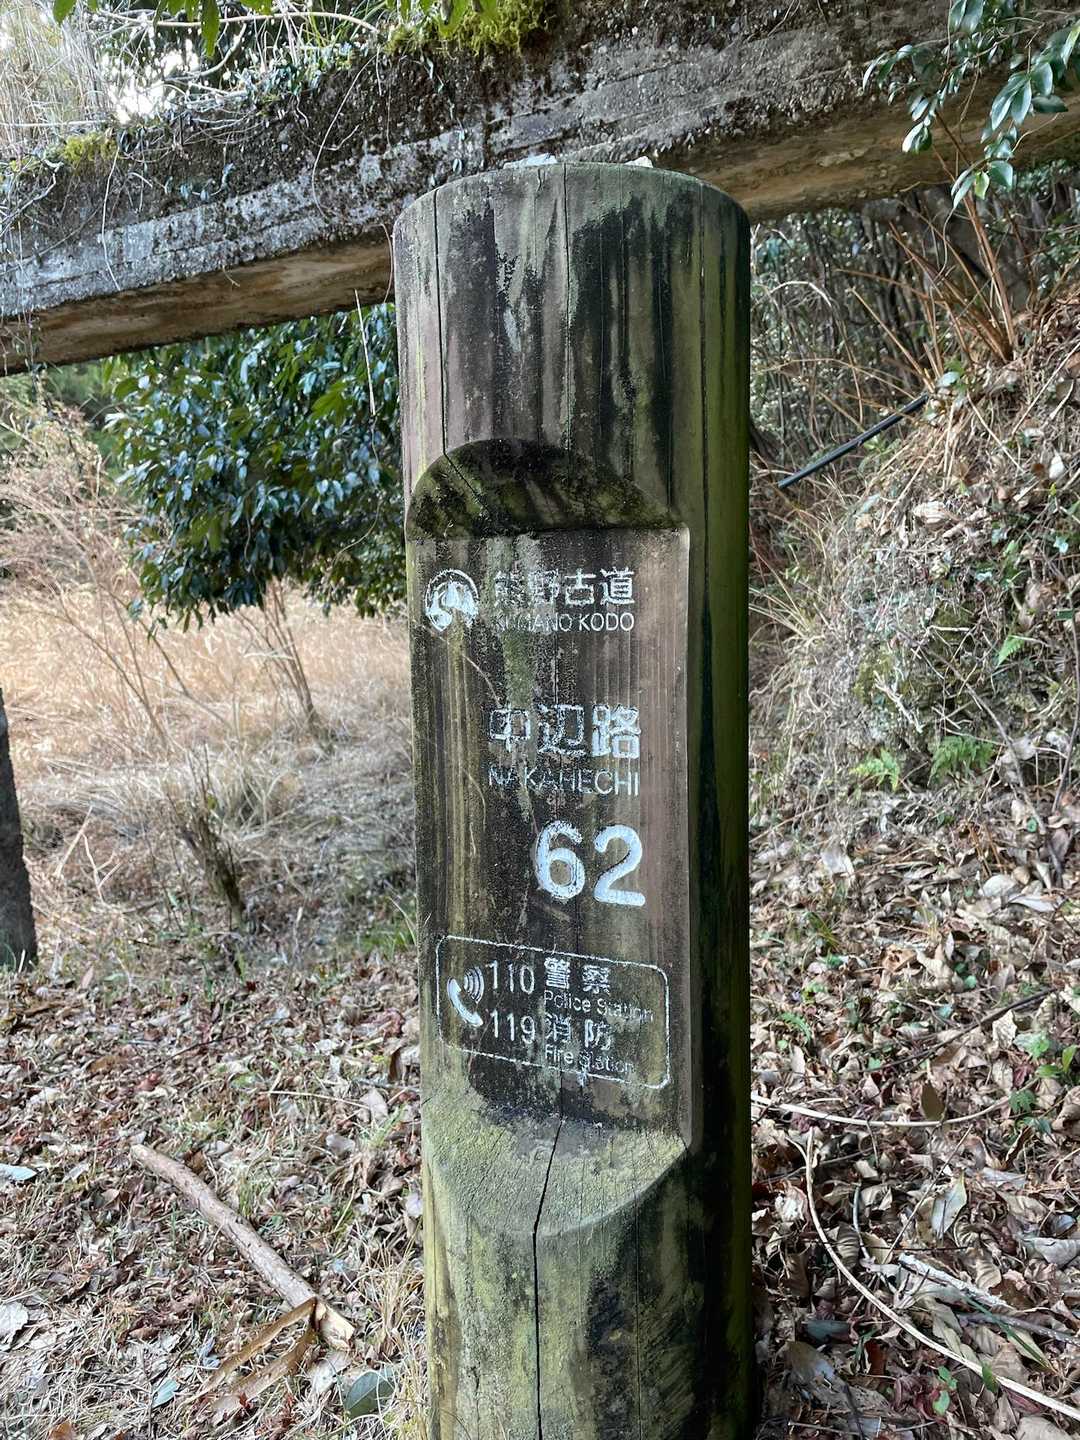 熊野古道
KUMANO KODO
中辺路
NAKAHECHI
62
110 警察
Police Station
119 消防
Fire Station